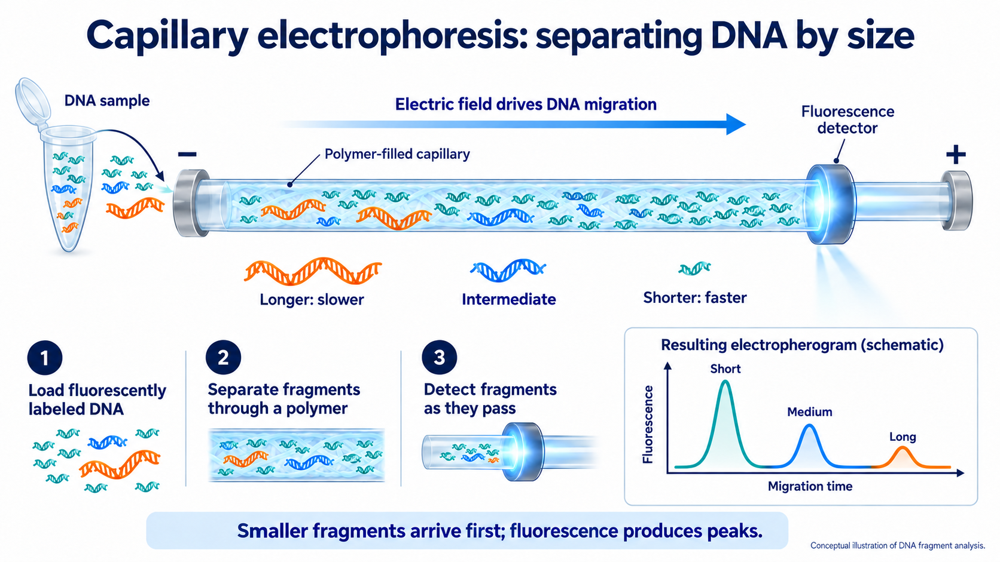 Capillary electrophoresis: separating DNA by size
DNA sample
Electric field drives DNA migration
Fluorescence
detector
−
Polymer-filled capillary
+
Longer: slower
Intermediate
Shorter: faster
1
Load fluorescently
labeled DNA
2
Separate fragments
through a polymer
3
Detect fragments
as they pass
Resulting electropherogram (schematic)
Short
Medium
Long
Fluorescence
Migration time
Smaller fragments arrive first; fluorescence produces peaks.
Conceptual illustration of DNA fragment analysis.